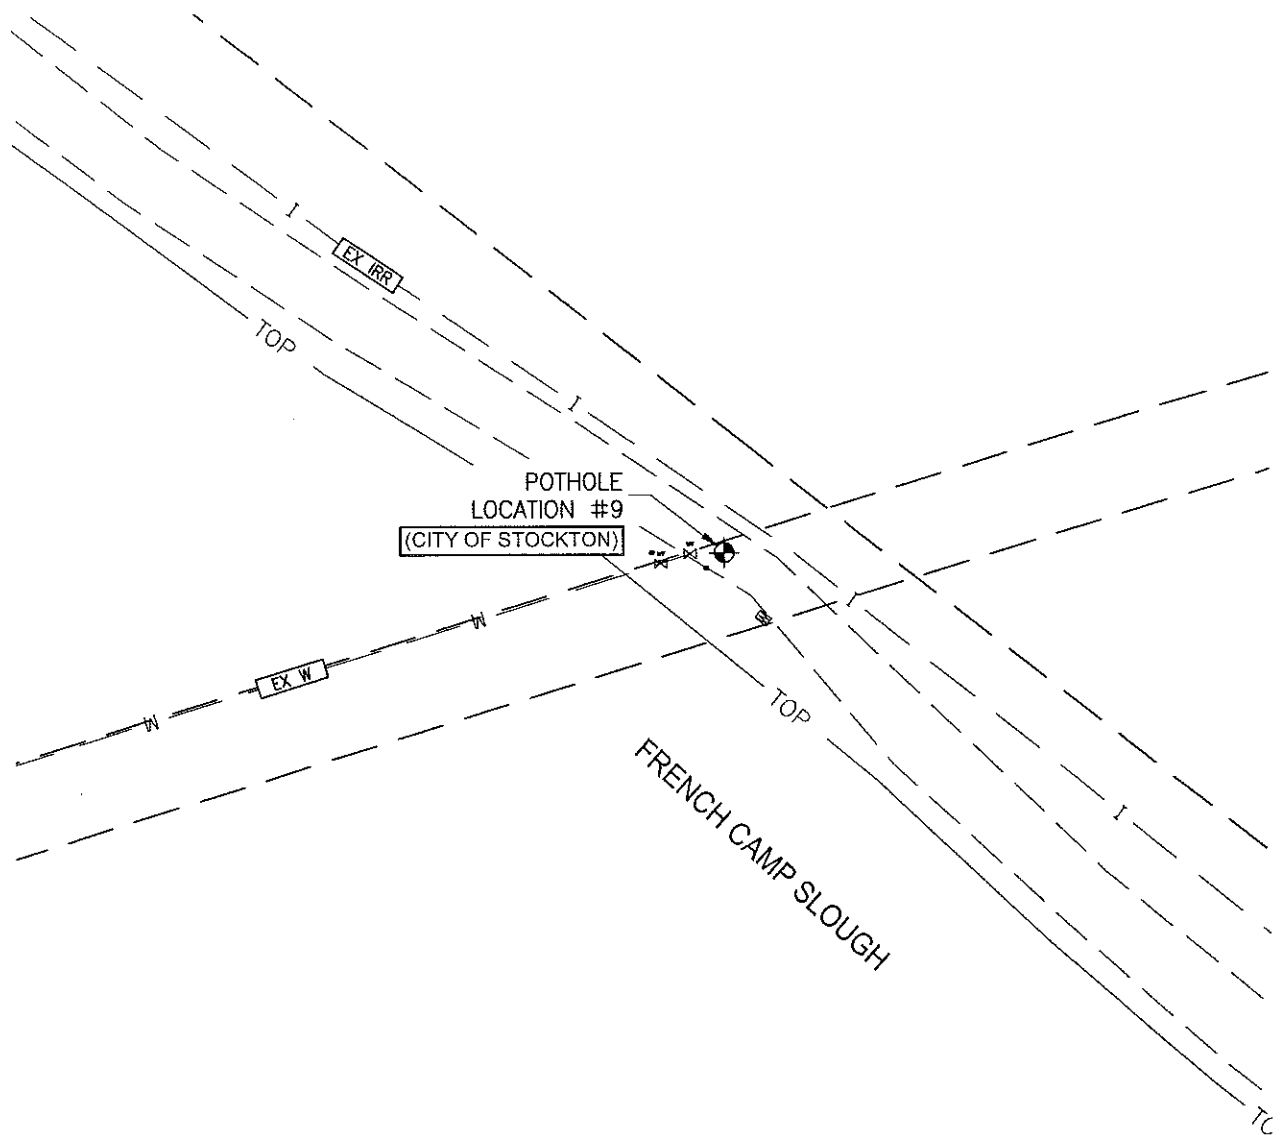 I
EX IRR
TOP
I
POTHOLE
LOCATION #9
(CITY OF STOCKTON)
I
W
EX W
W
TOP
FRENCH CAMP SLOUGH
I